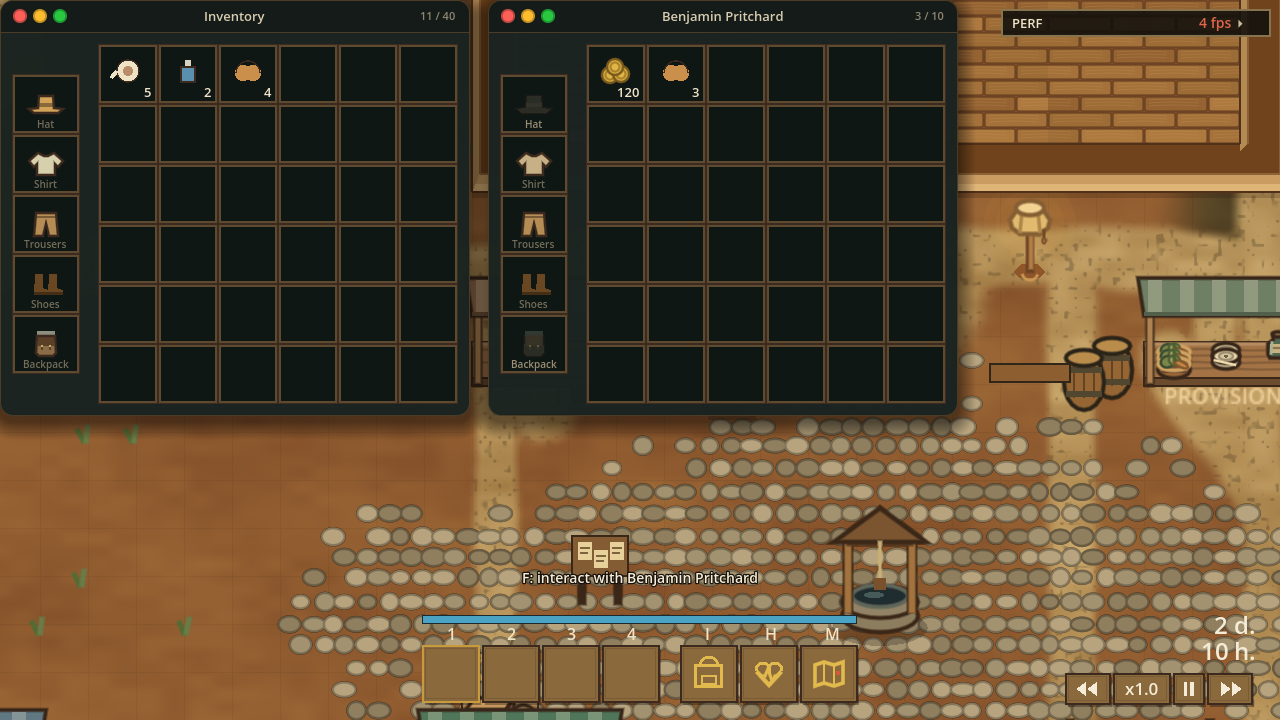 Inventory
11 / 40
5
2
4
Hat
Shirt
Trousers
Shoes
Backpack
Benjamin Pritchard
3 / 10
120
3
Hat
Shirt
Trousers
Shoes
Backpack
PERF
4 fps
PROVISION
F: interact with Benjamin Pritchard
1
2
3
4
I
H
M
2 d.
10 h.
x1.0